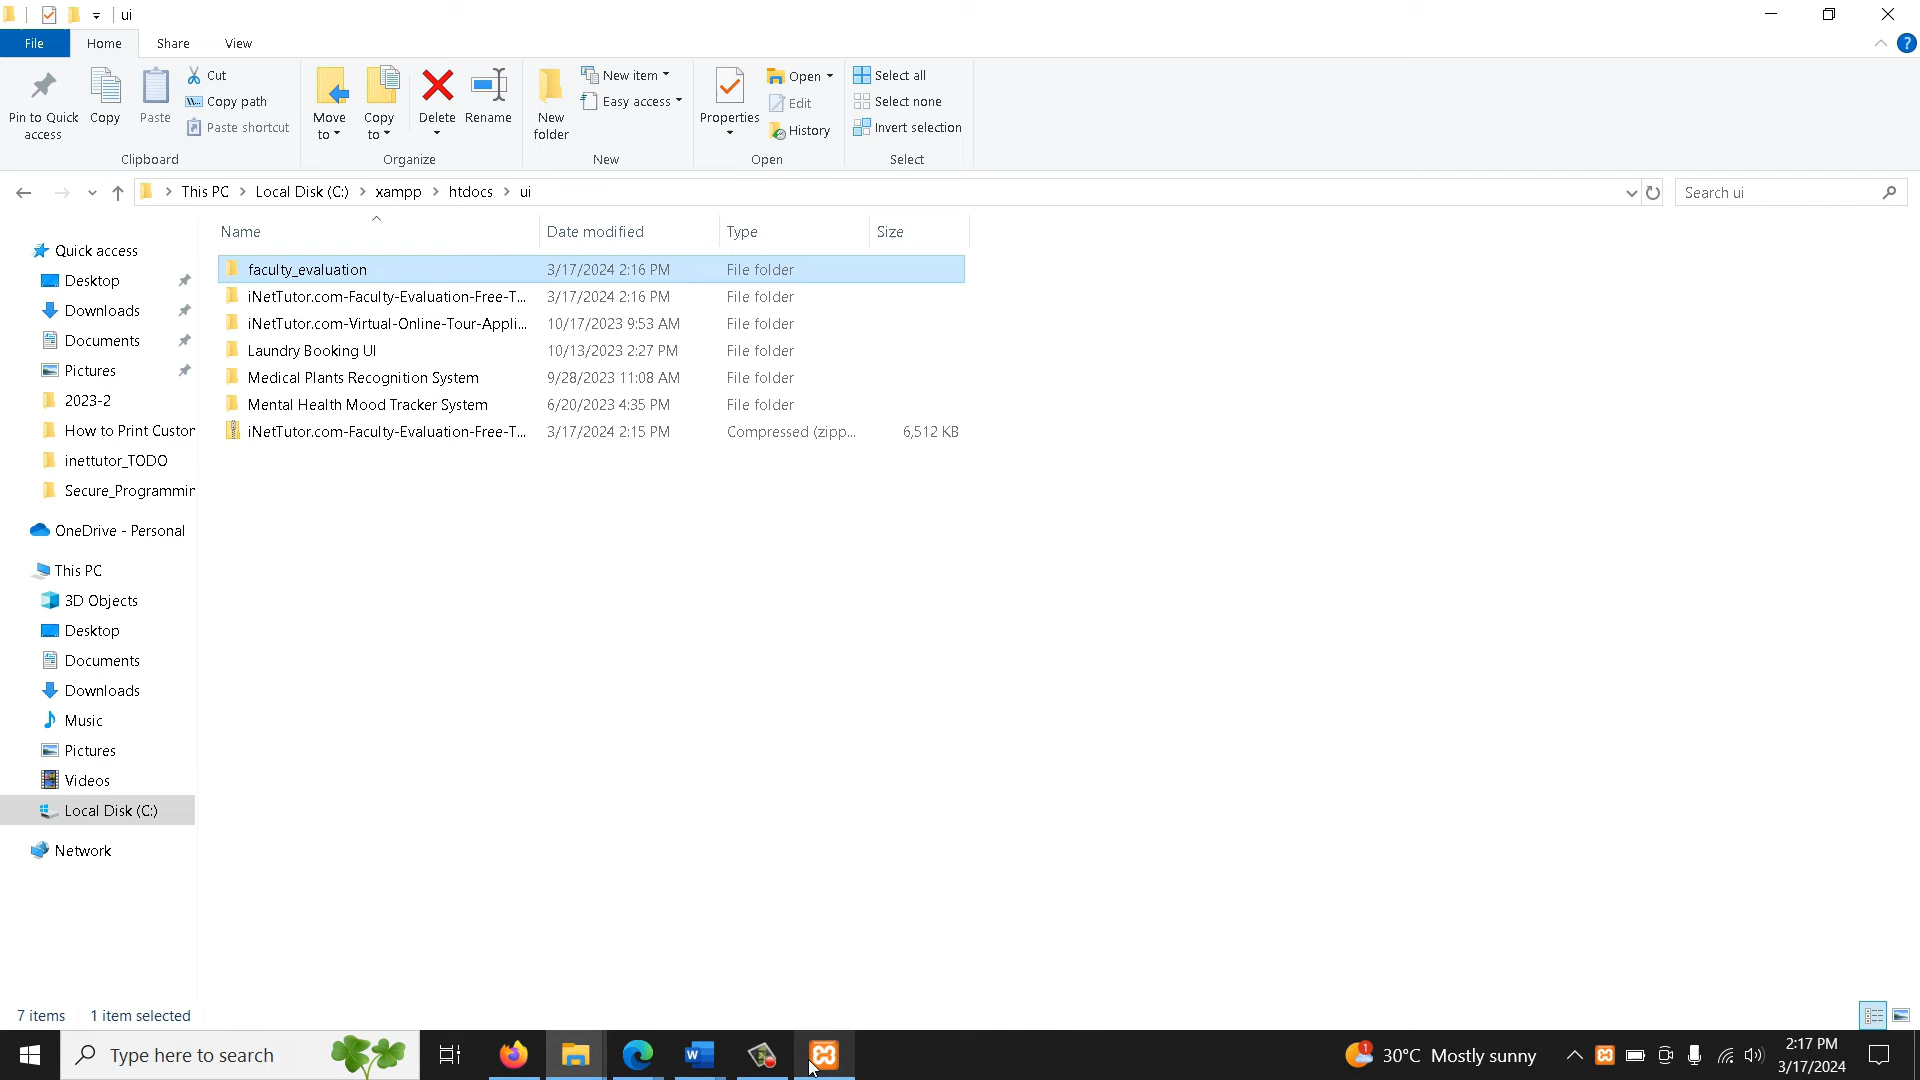 ui
File Home Share View
Pin to Quick access
Copy
Paste
Cut
Copy path
Paste shortcut
Move to
Copy to
Delete
Rename
New folder
New item
Easy access
Properties
Open
Edit
History
Select all
Select none
Invert selection
Clipboard Organize New Open Select
This PC Local Disk (C:) xampp htdocs ui
Search ui
Name Date modified Type Size
faculty_evaluation 3/17/2024 2:16 PM File folder
iNetTutor.com-Faculty-Evaluation-Free-T... 3/17/2024 2:16 PM File folder
iNetTutor.com-Virtual-Online-Tour-Appli... 10/17/2023 9:53 AM File folder
Laundry Booking UI 10/13/2023 2:27 PM File folder
Medical Plants Recognition System 9/28/2023 11:08 AM File folder
Mental Health Mood Tracker System 6/20/2023 4:35 PM File folder
iNetTutor.com-Faculty-Evaluation-Free-T... 3/17/2024 2:15 PM Compressed (zipp... 6,512 KB
Quick access
Desktop
Downloads
Documents
Pictures
2023-2
How to Print Custor
inettutor_TODO
Secure_Programmin
OneDrive - Personal
This PC
3D Objects
Desktop
Documents
Downloads
Music
Pictures
Videos
Local Disk (C:)
Network
7 items 1 item selected
Type here to search
1
30°C Mostly sunny
2:17 PM
3/17/2024